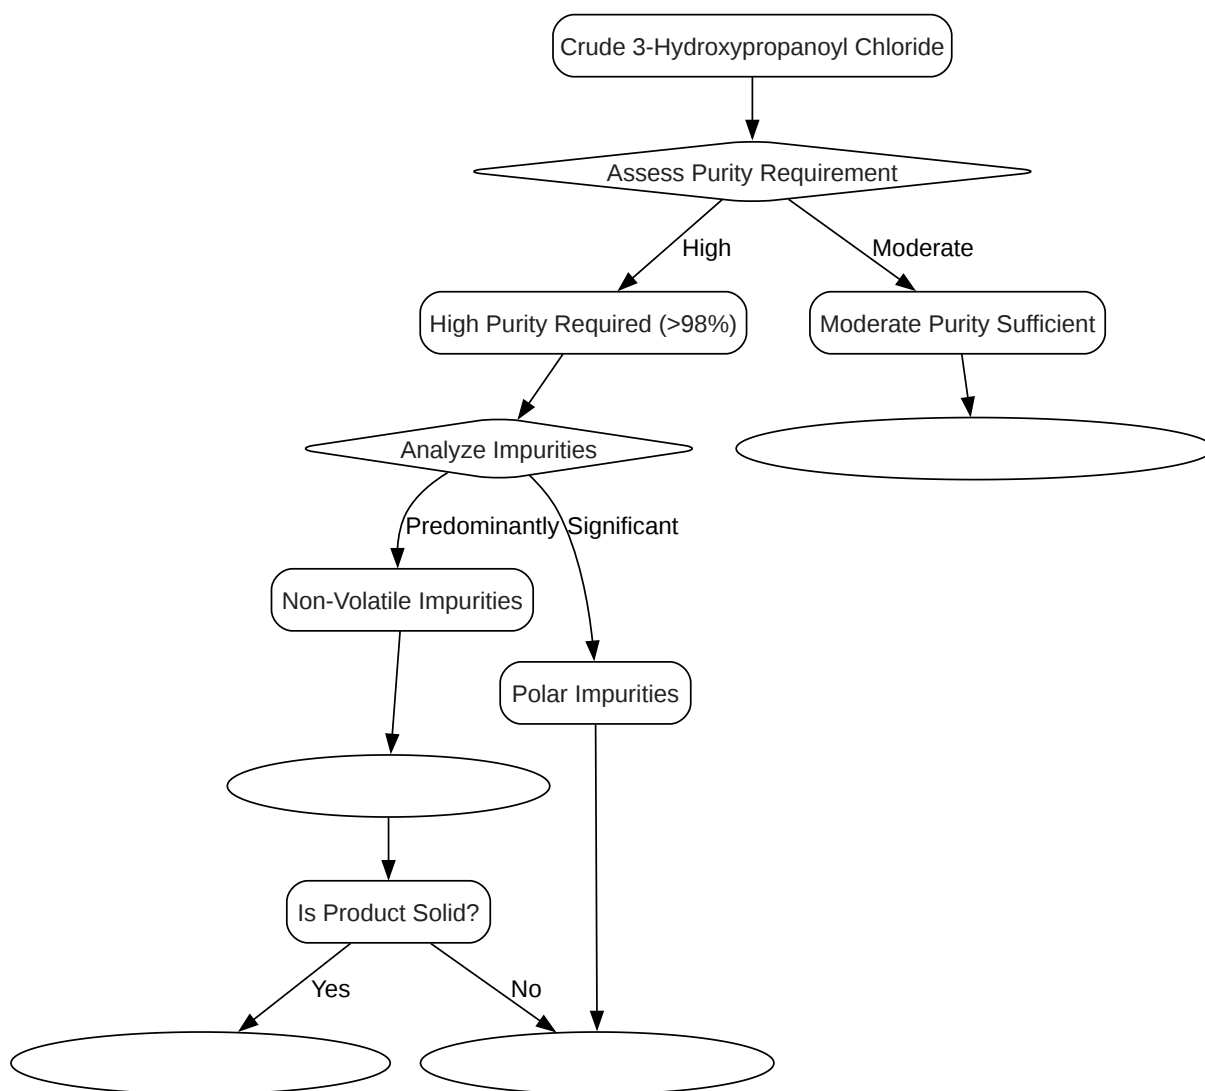 Crude 3-Hydroxypropanoyl Chloride
Assess Purity Requirement
High
Moderate
High Purity Required (>98%)
Moderate Purity Sufficient
Analyze Impurities
Predominantly
Significant
Non-Volatile Impurities
Polar Impurities
Is Product Solid?
Yes
No